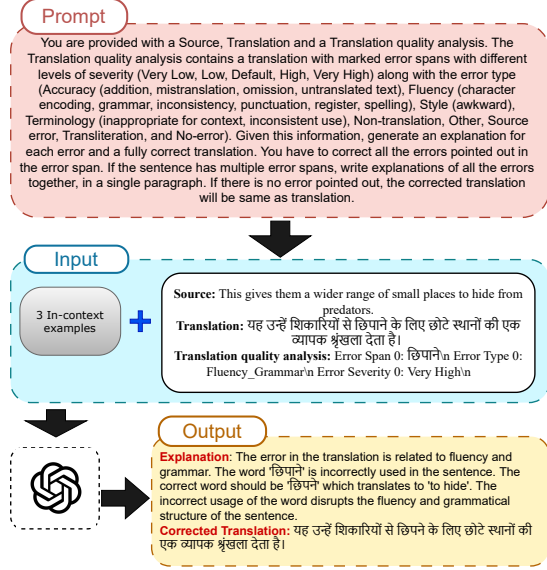 Prompt
You are provided with a Source, Translation and a Translation quality analysis. The
Translation quality analysis contains a translation with marked error spans with different
levels of severity (Very Low, Low, Default, High, Very High) along with the error type
(Accuracy (addition, mistranslation, omission, untranslated text), Fluency (character
encoding, grammar, inconsistency, punctuation, register, spelling), Style (awkward),
Terminology (inappropriate for context, inconsistent use), Non-translation, Other, Source
error, Transliteration, and No-error). Given this information, generate an explanation for
each error and a fully correct translation. You have to correct all the errors pointed out in
the error span. If the sentence has multiple error spans, write explanations of all the errors
together, in a single paragraph. If there is no error pointed out, the corrected translation
will be same as translation.
Input
3 In-context
examples
Source: This gives them a wider range of small places to hide from
predators.
Translation: यह उन्हें शिकारियों से छिपाने के लिए छोटे स्थानों की एक
व्यापक श्रृंखला देता है।
Translation quality analysis: Error Span 0: छिपाने\n Error Type 0:
Fluency_Grammar\n Error Severity 0: Very High\n
Output
Explanation: The error in the translation is related to fluency and
grammar. The word 'छिपाने' is incorrectly used in the sentence. The
correct word should be 'छिपने' which translates to 'to hide'. The
incorrect usage of the word disrupts the fluency and grammatical
structure of the sentence.
Corrected Translation: यह उन्हें शिकारियों से छिपने के लिए छोटे स्थानों की
एक व्यापक श्रृंखला देता है।